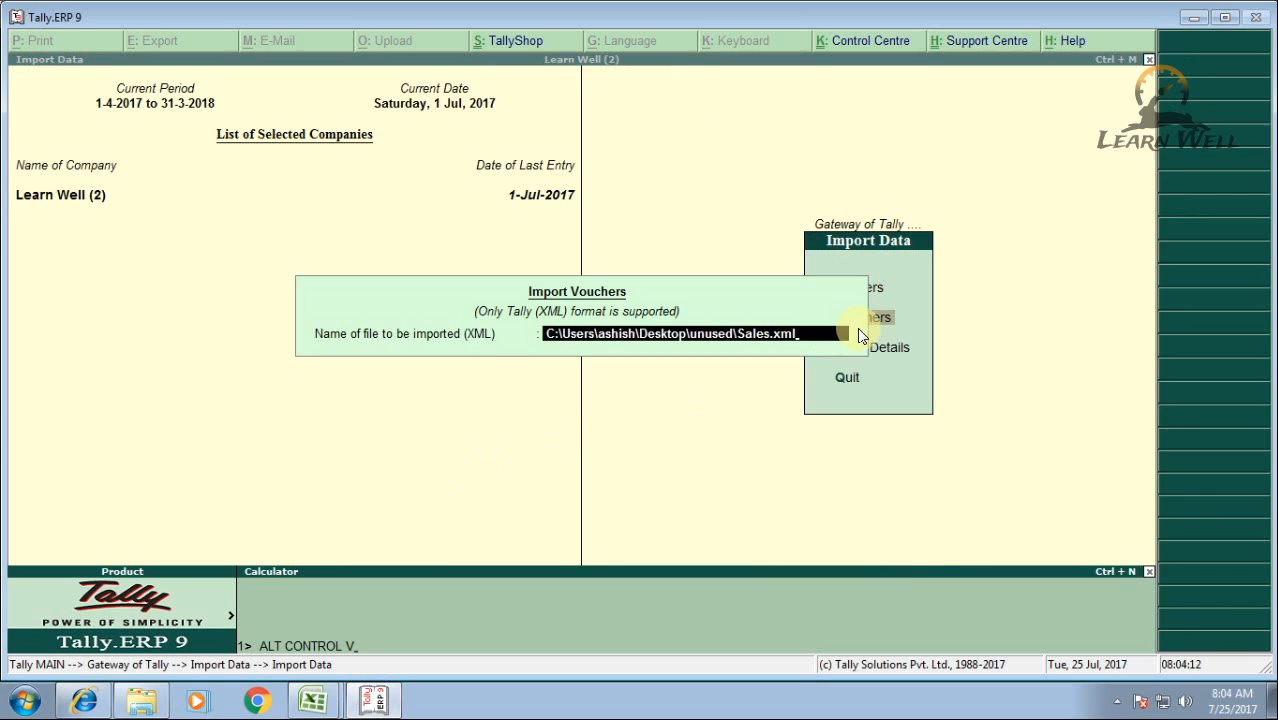 Tally.ERP 9
P: Print
E: Export
M: E-Mail
O: Upload
S: TallyShop
G: Language
K: Keyboard
K: Control Centre
H: Support Centre
H: Help
Import Data
Learn Well (2)
Ctrl + M
Current Period
1-4-2017 to 31-3-2018
Current Date
Saturday, 1 Jul, 2017
List of Selected Companies
Name of Company
Date of Last Entry
Learn Well (2)
1-Jul-2017
LEARN WELL
Gateway of Tally ....
Import Data
ers
hers
Details
Quit
Import Vouchers
(Only Tally (XML) format is supported)
Name of file to be imported (XML) : C:\Users\ashish\Desktop\unused\Sales.xml
Product
Calculator
Ctrl + N
Tally
POWER OF SIMPLICITY
Tally.ERP 9
1> ALT CONTROL V_
Tally MAIN --> Gateway of Tally --> Import Data --> Import Data
(c) Tally Solutions Pvt. Ltd., 1988-2017
Tue, 25 Jul, 2017
08:04:12
8:04 AM
7/25/2017